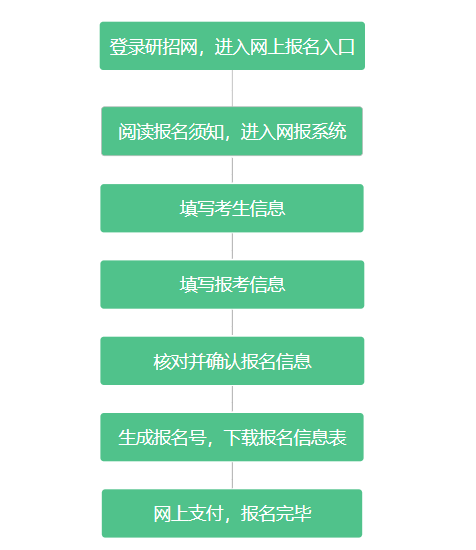 登录研招网，进入网上报名入口
阅读报名须知，进入网报系统
填写考生信息
填写报考信息
核对并确认报名信息
生成报名号，下载报名信息表
网上支付，报名完毕